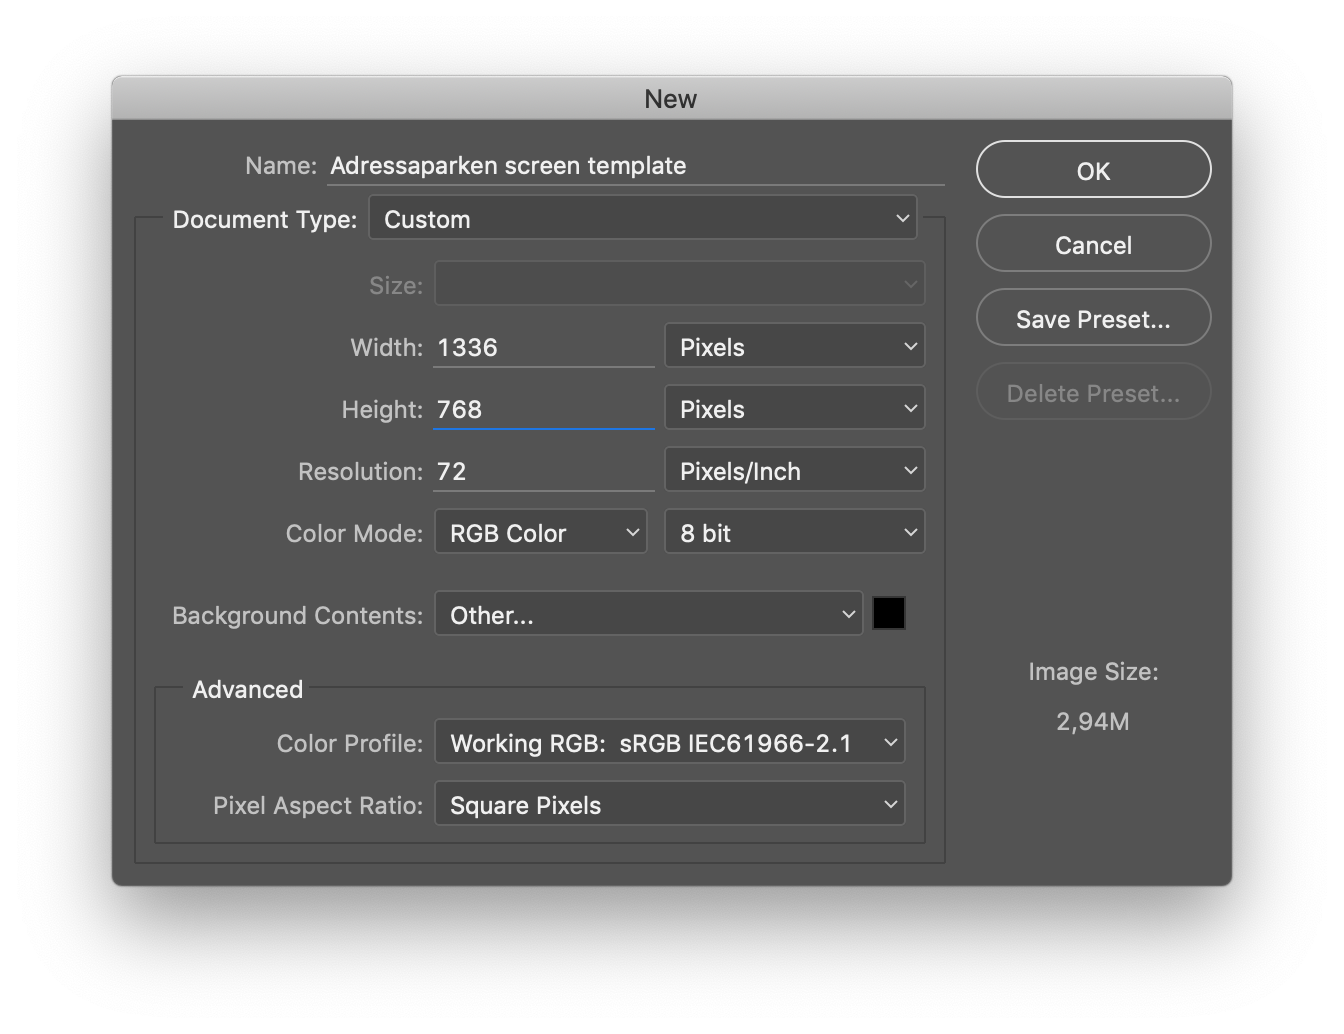 New
Name: Adressaparken screen template
OK
Document Type: Custom
Cancel
Size:
Save Preset...
Width: 1336 Pixels
Delete Preset...
Height: 768 Pixels
Resolution: 72 Pixels/Inch
Color Mode: RGB Color 8 bit
Background Contents: Other...
Image Size:
2,94M
Advanced
Color Profile: Working RGB: sRGB IEC61966-2.1
Pixel Aspect Ratio: Square Pixels